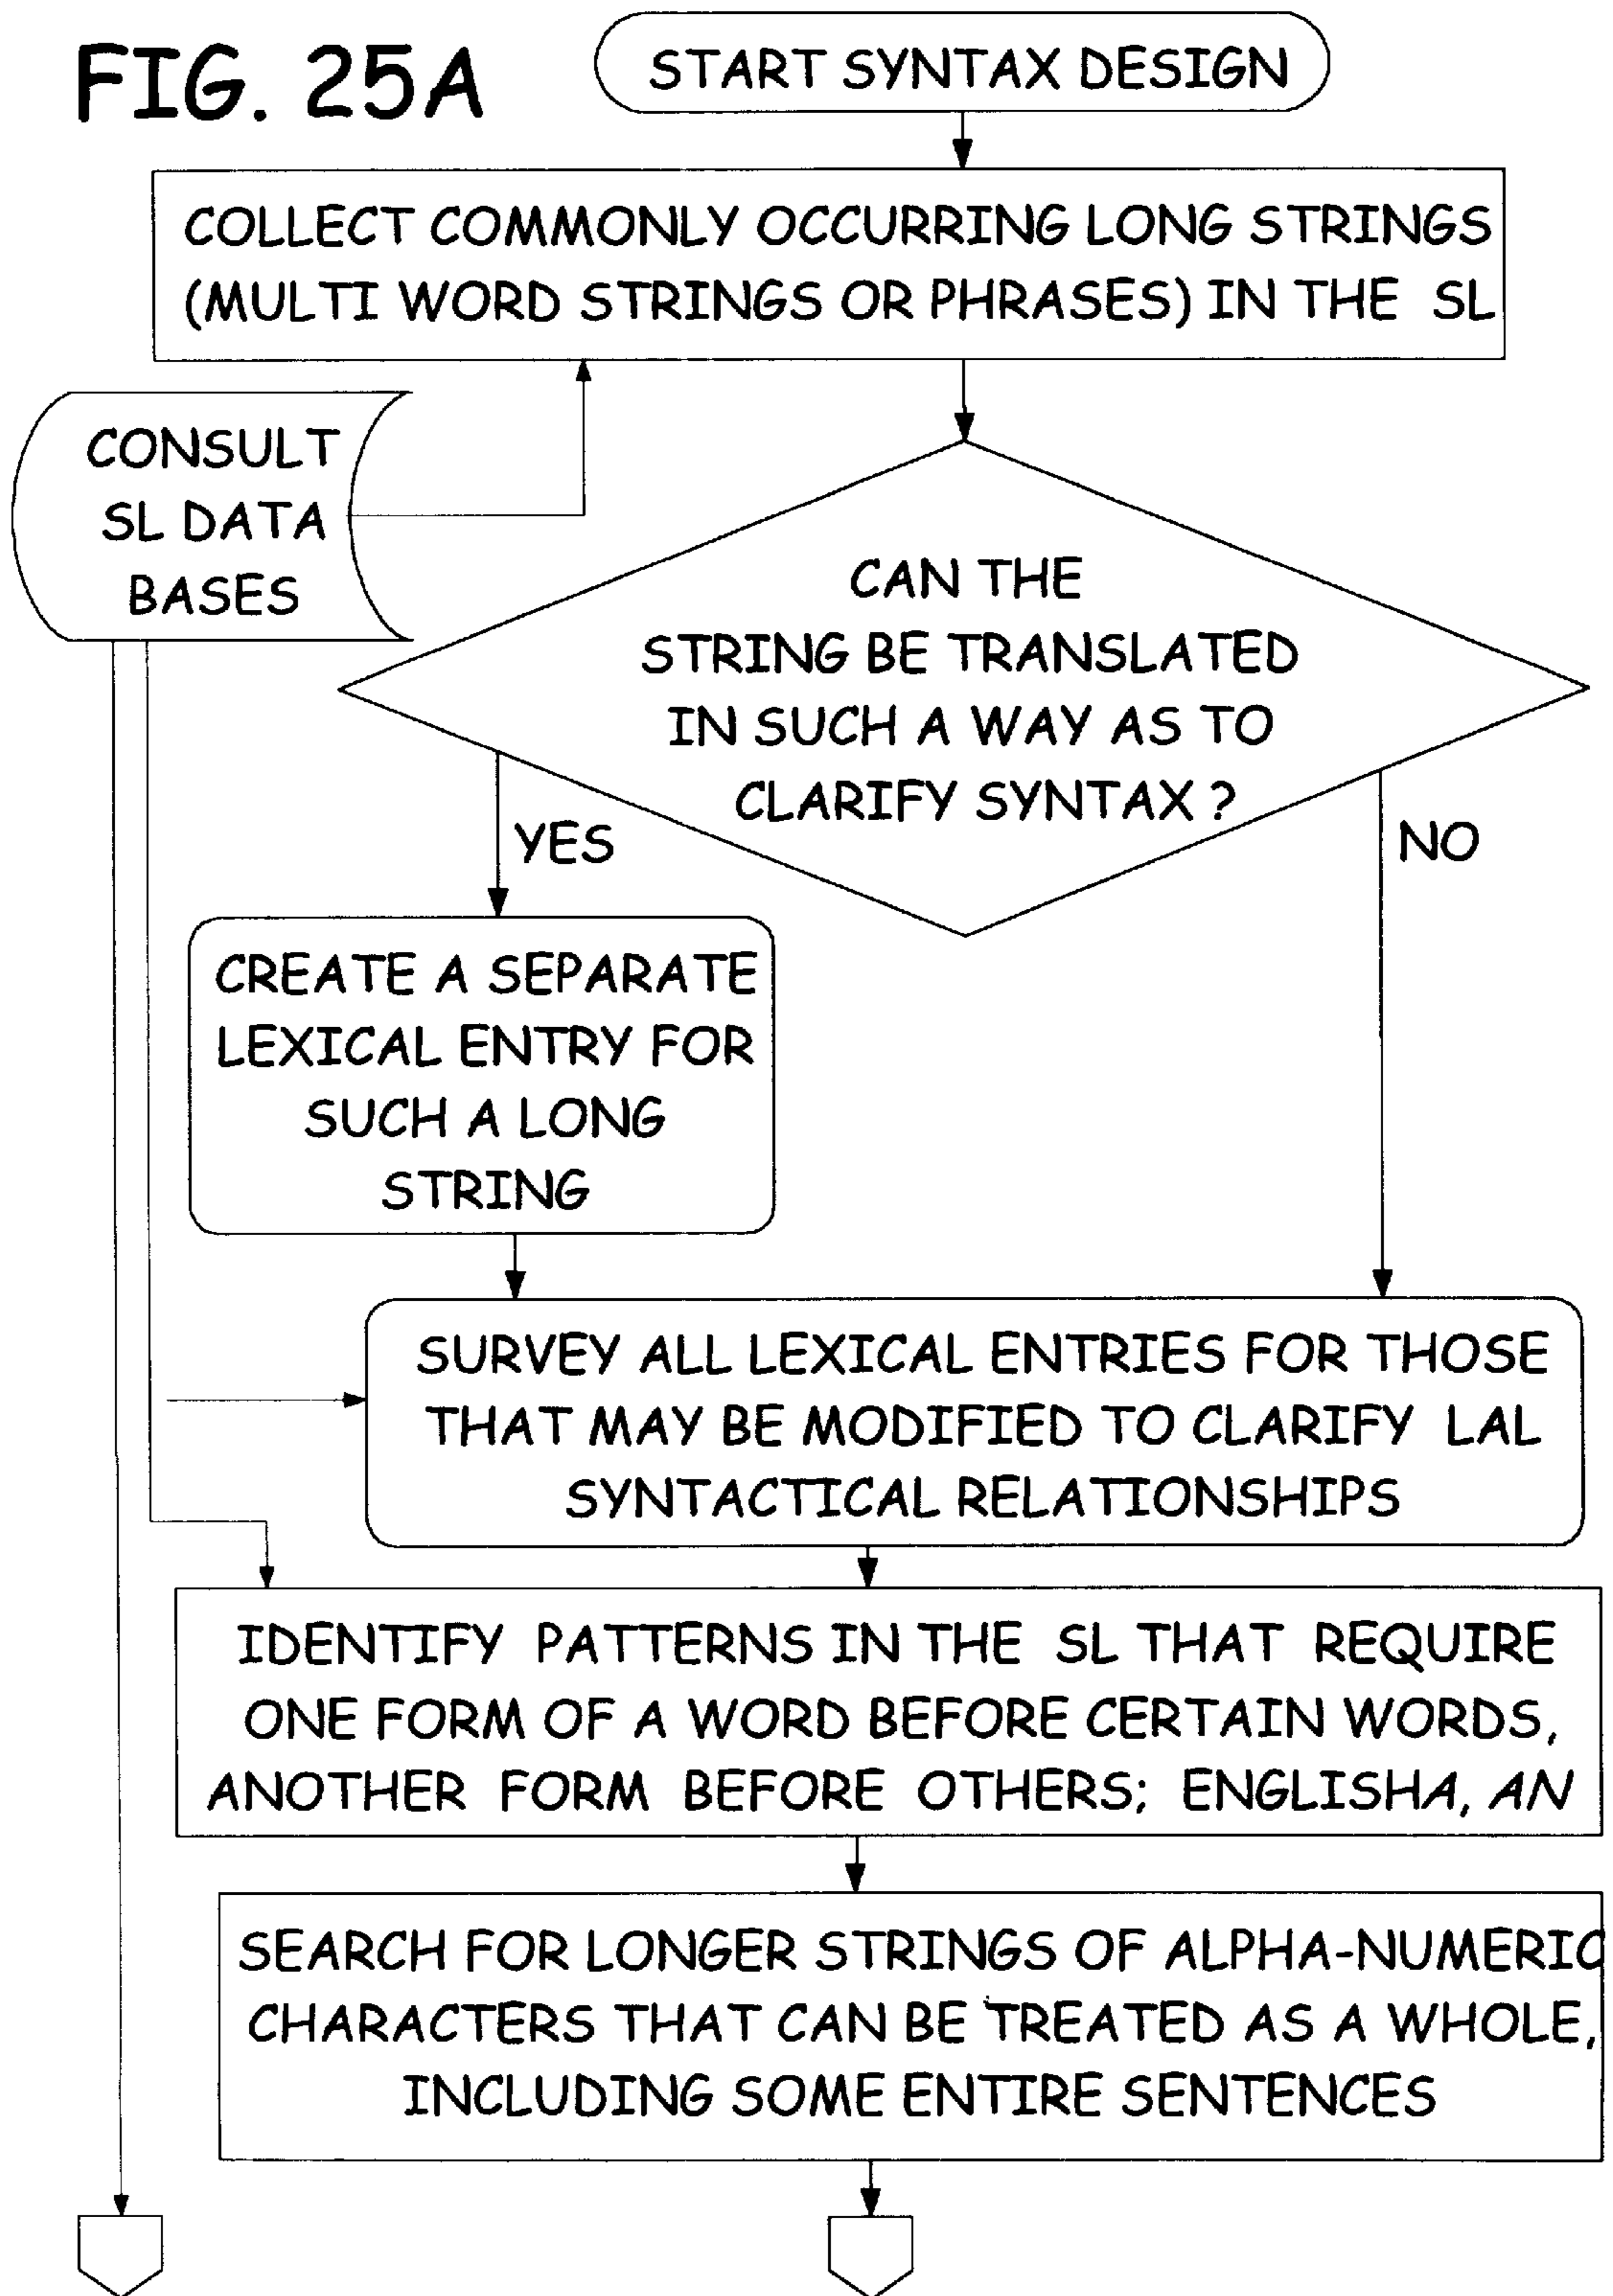 FIG. 25A
START SYNTAX DESIGN
COLLECT COMMONLY OCCURRING LONG STRINGS
(MULTI WORD STRINGS OR PHRASES) IN THE SL
CONSULT
SL DATA
BASES
CAN THE
STRING BE TRANSLATED
IN SUCH A WAY AS TO
CLARIFY SYNTAX ?
YES
NO
CREATE A SEPARATE
LEXICAL ENTRY FOR
SUCH A LONG
STRING
SURVEY ALL LEXICAL ENTRIES FOR THOSE
THAT MAY BE MODIFIED TO CLARIFY LAL
SYNTACTICAL RELATIONSHIPS
IDENTIFY PATTERNS IN THE SL THAT REQUIRE
ONE FORM OF A WORD BEFORE CERTAIN WORDS,
ANOTHER FORM BEFORE OTHERS; ENGLISHA, AN
SEARCH FOR LONGER STRINGS OF ALPHA-NUMERIC
CHARACTERS THAT CAN BE TREATED AS A WHOLE,
INCLUDING SOME ENTIRE SENTENCES